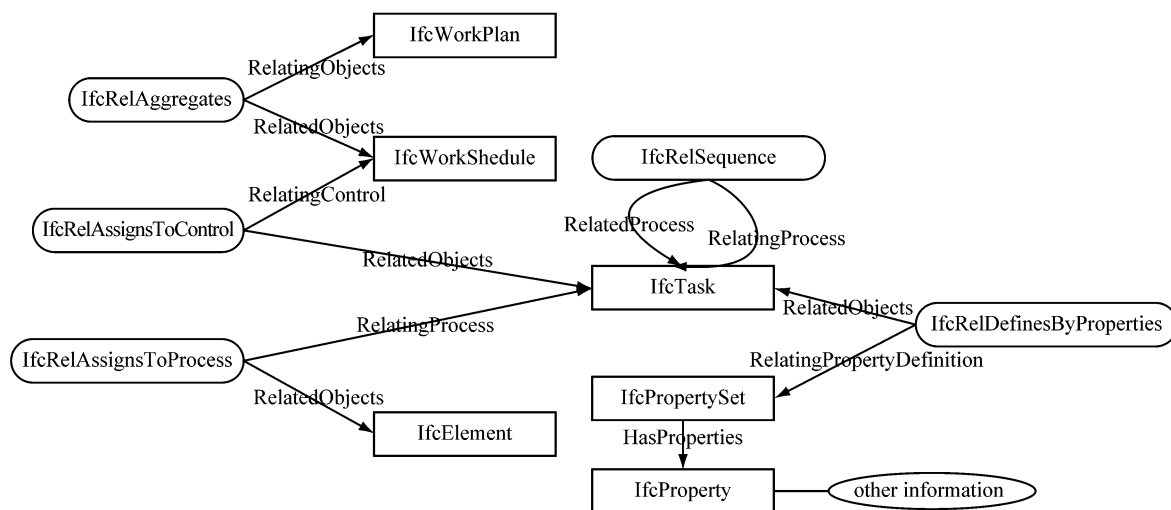 IfcWorkPlan
RelatingObjects
IfcRelAggregates
RelatedObjects
IfcWorkShedule
IfcRelSequence
RelatingControl
IfcRelAssignsToControl
RelatedProcess
RelatingProcess
RelatedObjects
IfcTask
RelatedObjects
RelatingProcess
IfcRelDefinesByProperties
IfcRelAssignsToProcess
RelatingPropertyDefinition
RelatedObjects
IfcPropertySet
IfcElement
HasProperties
IfcProperty
other information